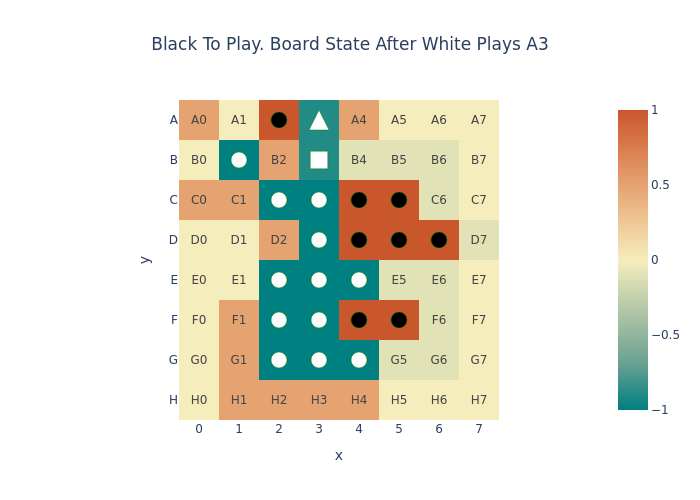 Black To Play. Board State After White Plays A3
A A0 A1 A4 A5 A6 A7
B B0 B2 B4 B5 B6 B7
C C0 C1 C6 C7
D D0 D1 D2 D7
E E0 E1 E5 E6 E7
F F0 F1 F6 F7
G G0 G1 G5 G6 G7
H H0 H1 H2 H3 H4 H5 H6 H7
0 1 2 3 4 5 6 7
x
y
1
0.5
0
−0.5
−1